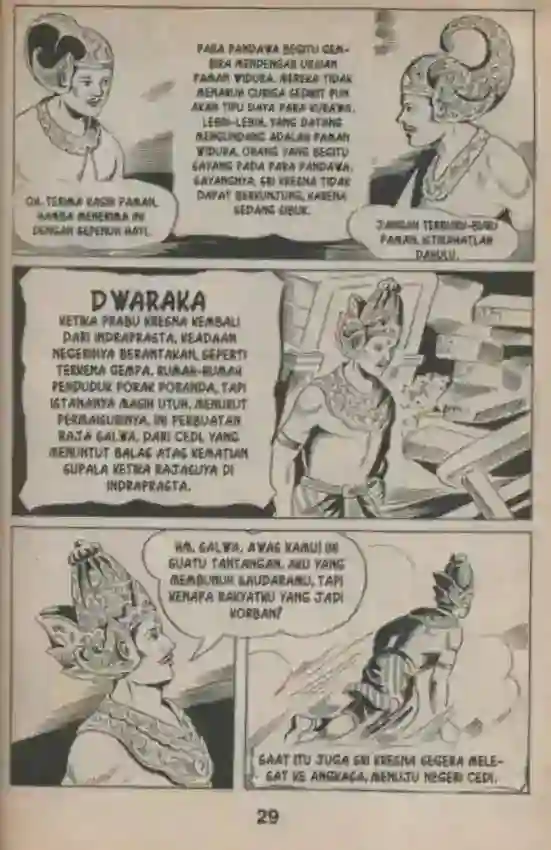 PARA PANDAWA BEGITU GEM-
BIRA MENDENGAR URAIAN
PAMAN WIDURA. MEREKA TIDAK
MENARUH CURIGA SEDIKIT PUN
AKAN TIPU DAYA PARA KURAWA.
LEBIH-LEBIH, YANG DATANG
MENGUNDANG ADALAH PAMAN
WIDURA, ORANG YANG BEGITU
SAYANG PADA PARA PANDAWA.
SAYANGNYA, SRI KRESNA TIDAK
DAPAT BERKUNJUNG, KARENA
SEDANG SIBUK.
OH, TERIMA KASIH PAMAN,
HAMBA MENERIMA INI
DENGAN SEPENUH HATI.
JANGAN TERBURU-BURU
PAMAN, ISTIRAHATLAH
DAHULU.
DWARAKA
KETIKA PRABU KRESNA KEMBALI
DARI INDRAPRASTA, KEADAAN
NEGERINYA BERANTAKAN, SEPERTI
TERKENA GEMPA. RUMAH-RUMAH
PENDUDUK PORAK PORANDA, TAPI
ISTANANYA MASIH UTUH. MENURUT
PERMAISURINYA, INI PERBUATAN
RAJA SALWA, DARI CEDI, YANG
MENUNTUT BALAS ATAS KEMATIAN
SUPALA KETIKA RAJASUYA DI
INDRAPRASTA.
HM, SALWA, AWAS KAMU! INI
SUATU TANTANGAN. AKU YANG
MEMBUNUH SAUDARAMU, TAPI
KENAPA RAKYATKU YANG JADI
KORBAN?
SAAT ITU JUGA SRI KRESNA SEGERA MELE-
SAT KE ANGKASA, MENUJU NEGERI CEDI.
29